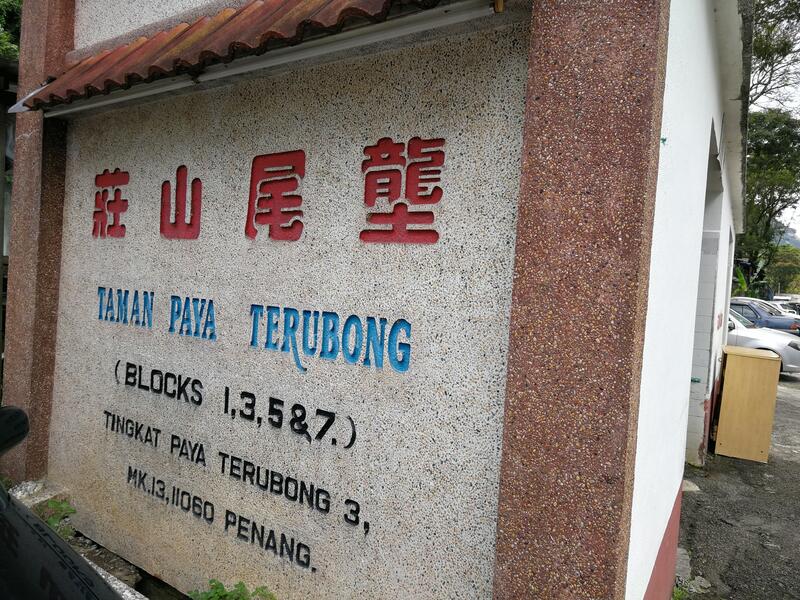 壟尾山莊
TAMAN PAYA TERUBONG
(BLOCKS 1,3,5&7.)
TINGKAT PAYA TERUBONG 3,
MK.13,11060 PENANG.